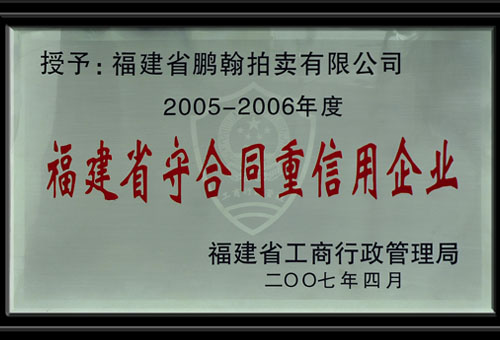 授予：福建省鹏翰拍卖有限公司
2005-2006年度
福建省守合同重信用企业
福建省工商行政管理局
二〇〇七年四月